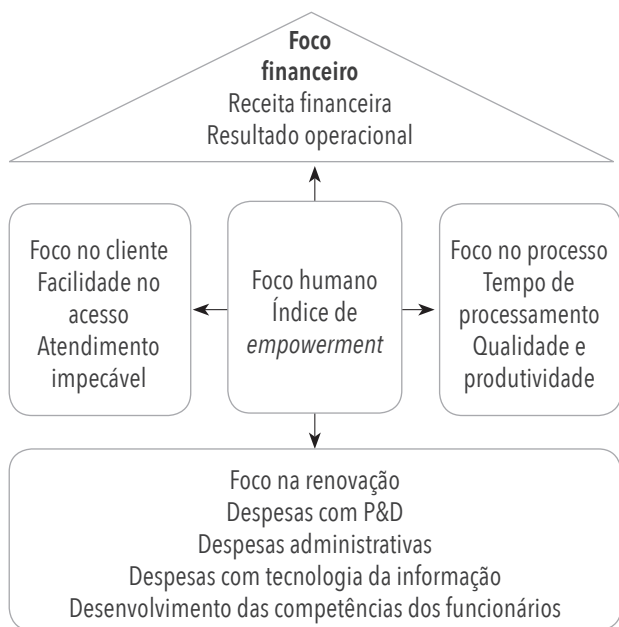 Foco
financeiro
Receita financeira
Resultado operacional
Foco no cliente
Facilidade no
acesso
Atendimento
impecável
Foco humano
Índice de
empowerment
Foco no processo
Tempo de
processamento
Qualidade e
produtividade
Foco na renovação
Despesas com P&D
Despesas administrativas
Despesas com tecnologia da informação
Desenvolvimento das competências dos funcionários